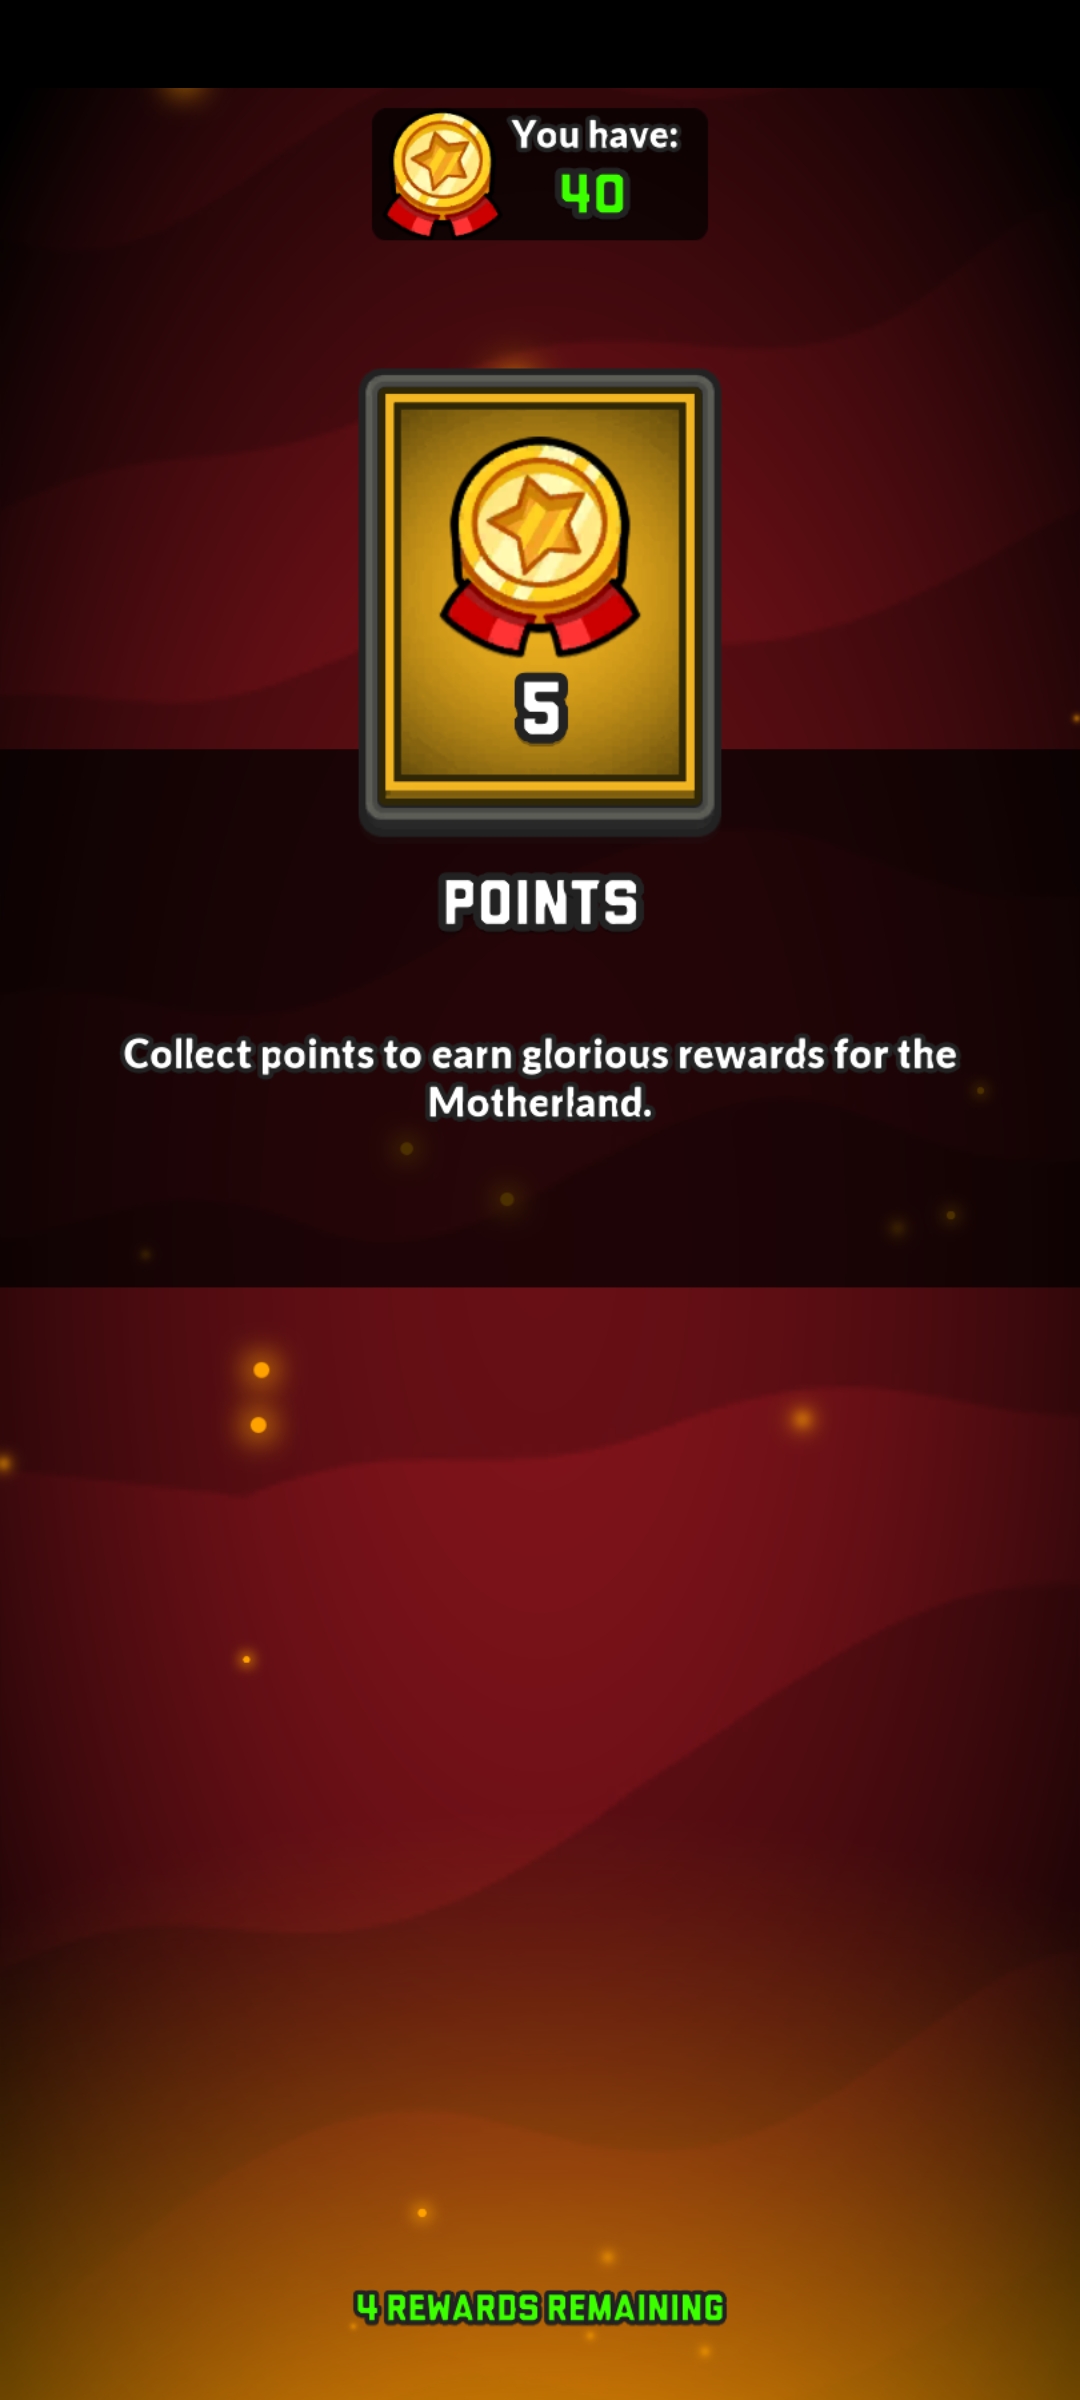 You have:
40
5
POINTS
Collect points to earn glorious rewards for the
Motherland.
4 REWARDS REMAINING